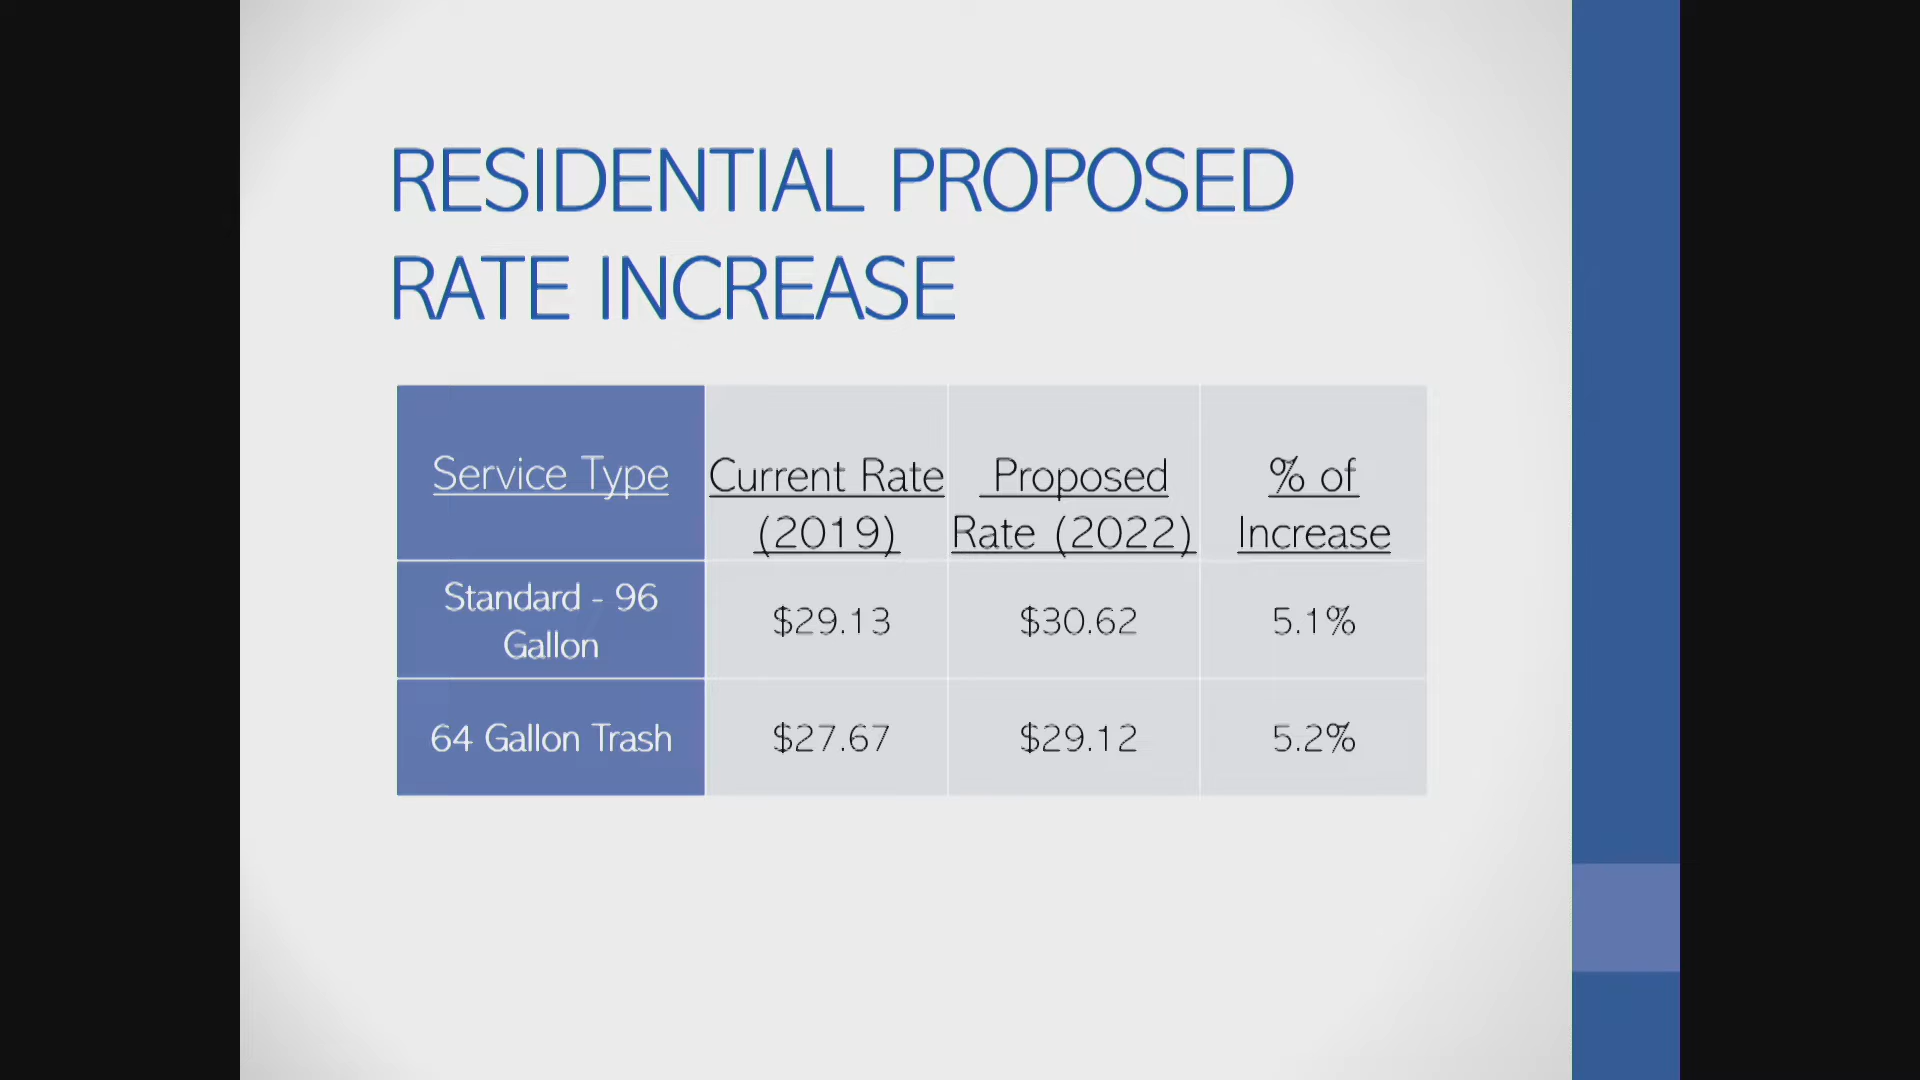 RESIDENTIAL PROPOSED
RATE INCREASE
Service Type
Current Rate
(2019)
Proposed
Rate (2022)
% of
Increase
Standard - 96
Gallon
$29.13
$30.62
5.1%
64 Gallon Trash
$27.67
$29.12
5.2%